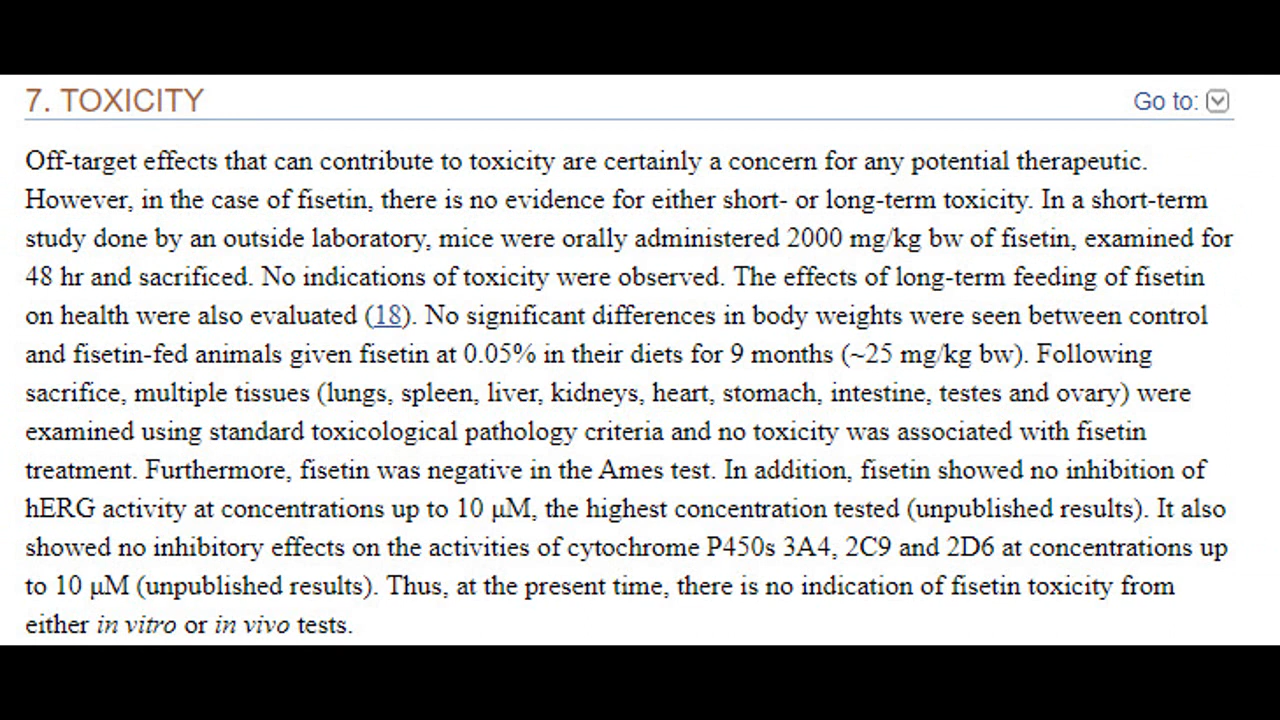 7. TOXICITY
Go to:
Off-target effects that can contribute to toxicity are certainly a concern for any potential therapeutic.
However, in the case of fisetin, there is no evidence for either short- or long-term toxicity. In a short-term
study done by an outside laboratory, mice were orally administered 2000 mg/kg bw of fisetin, examined for
48 hr and sacrificed. No indications of toxicity were observed. The effects of long-term feeding of fisetin
on health were also evaluated (18). No significant differences in body weights were seen between control
and fisetin-fed animals given fisetin at 0.05% in their diets for 9 months (~25 mg/kg bw). Following
sacrifice, multiple tissues (lungs, spleen, liver, kidneys, heart, stomach, intestine, testes and ovary) were
examined using standard toxicological pathology criteria and no toxicity was associated with fisetin
treatment. Furthermore, fisetin was negative in the Ames test. In addition, fisetin showed no inhibition of
hERG activity at concentrations up to 10 μM, the highest concentration tested (unpublished results). It also
showed no inhibitory effects on the activities of cytochrome P450s 3A4, 2C9 and 2D6 at concentrations up
to 10 μM (unpublished results). Thus, at the present time, there is no indication of fisetin toxicity from
either in vitro or in vivo tests.